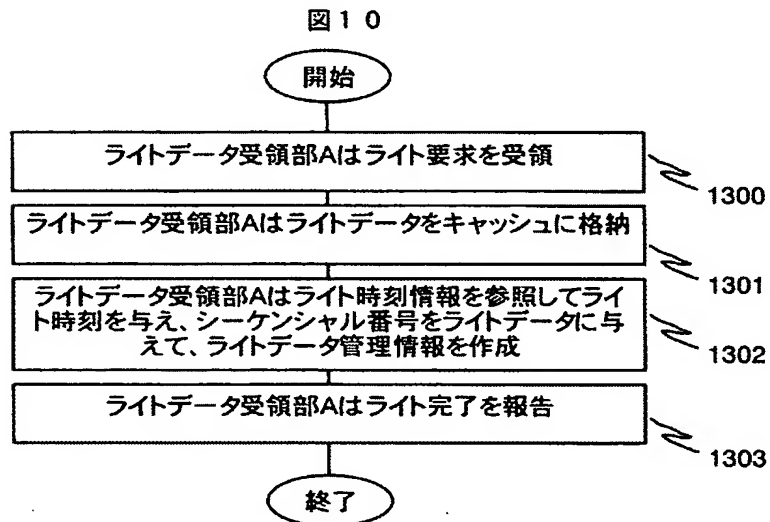 図１０
開始
ライトデータ受領部Aはライト要求を受領
1300
ライトデータ受領部Aはライトデータをキャッシュに格納
1301
ライトデータ受領部Aはライト時刻情報を参照してライ
ト時刻を与え、シーケンシャル番号をライトデータに与
えて、ライトデータ管理情報を作成
1302
ライトデータ受領部Aはライト完了を報告
1303
終了